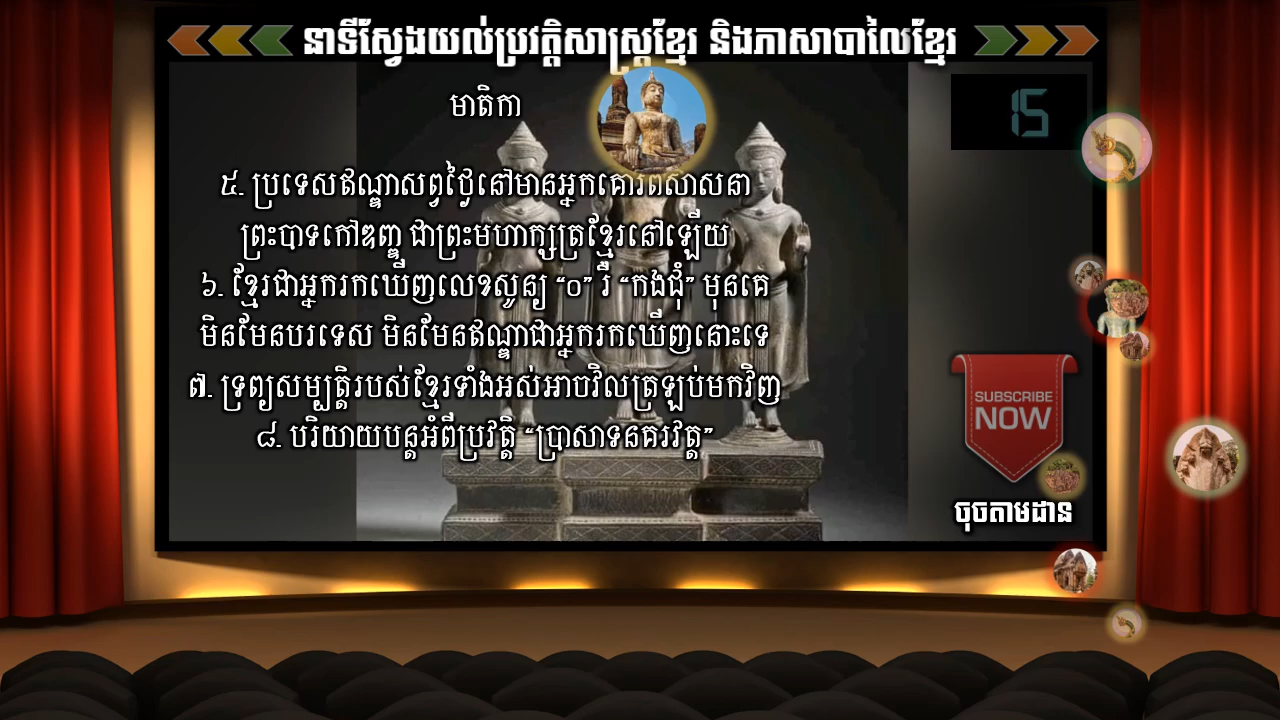 នាទីស្វែងយល់ប្រវត្តិសាស្ត្រខ្មែរ និងភាសាបាលៃខ្មែរ
មាតិកា
15
៥. ប្រទេសឥណ្ឌាសព្វថ្ងៃនៅមានអ្នកគោរពសាសនា
ព្រះបាទកៅឌញ្ឌ ជាព្រះមហាក្សត្រខ្មែរនៅឡើយ
៦. ខ្មែរជាអ្នករកឃើញលេខសូន្យ “០” រឺ “កងជុំ” មុនគេ
មិនមែនបរទេស មិនមែនឥណ្ឌាជាអ្នករកឃើញនោះទេ
៧. ទ្រព្យសម្បត្តិរបស់ខ្មែរទាំងអស់អាចវិលត្រឡប់មកវិញ
៨. បរិយាយបន្តអំពីប្រវត្តិ “ប្រាសាទនគរវត្ត”
SUBSCRIBE
NOW
ចុចតាមដាន